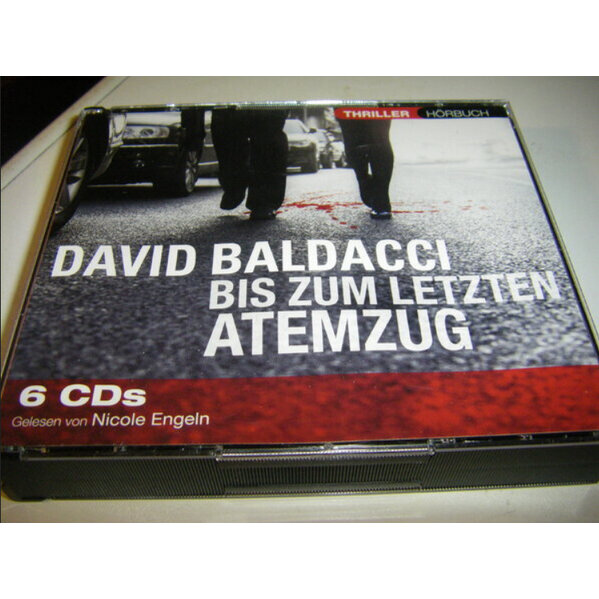 THRILLER HÖRBUCH
DAVID BALDACCI
BIS ZUM LETZTEN
ATEMZUG
6 CDs
Gelesen von Nicole Engeln